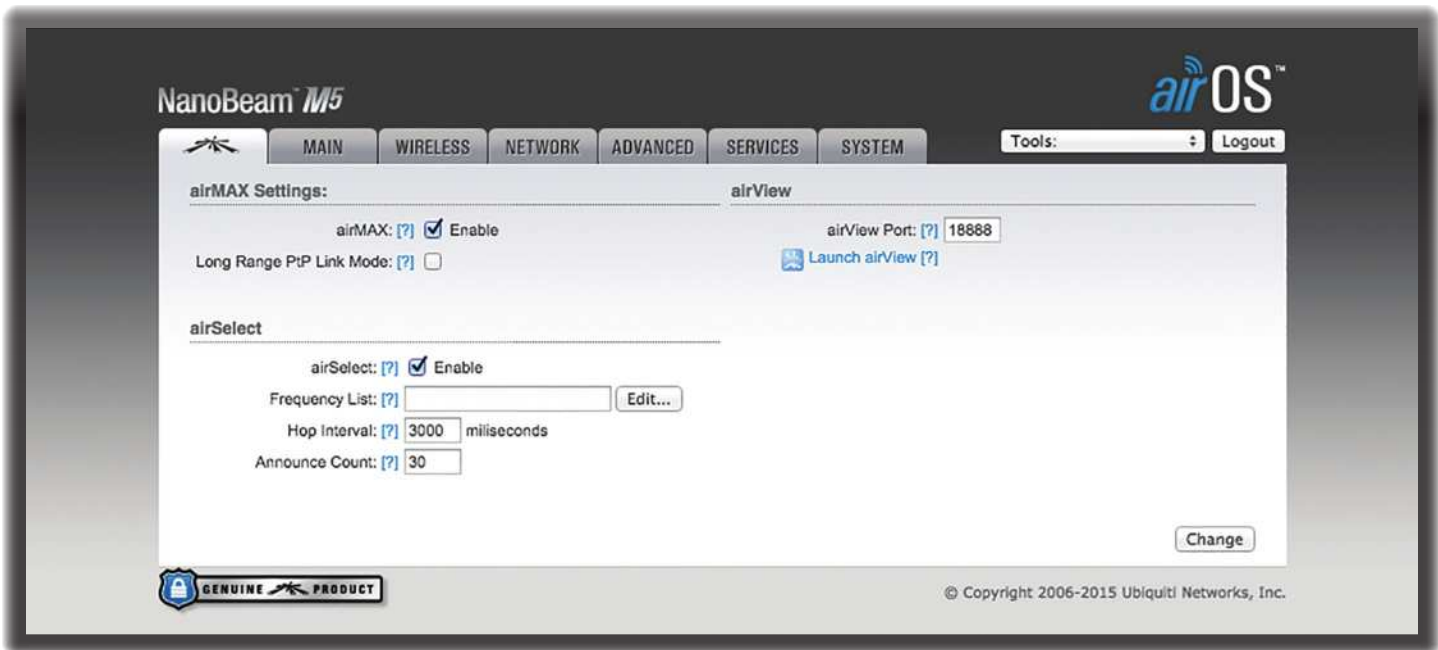 NanoBeam™ M5
airOS™
MAIN WIRELESS NETWORK ADVANCED SERVICES SYSTEM Tools: Logout
airMAX Settings:
airMAX: [?] Enable
Long Range PtP Link Mode: [?]
airView
airView Port: [?] 18888
Launch airView [?]
airSelect
airSelect: [?] Enable
Frequency List: [?] Edit...
Hop Interval: [?] 3000 miliseconds
Announce Count: [?] 30
Change
GENUINE PRODUCT
© Copyright 2006-2015 Ubiquiti Networks, Inc.